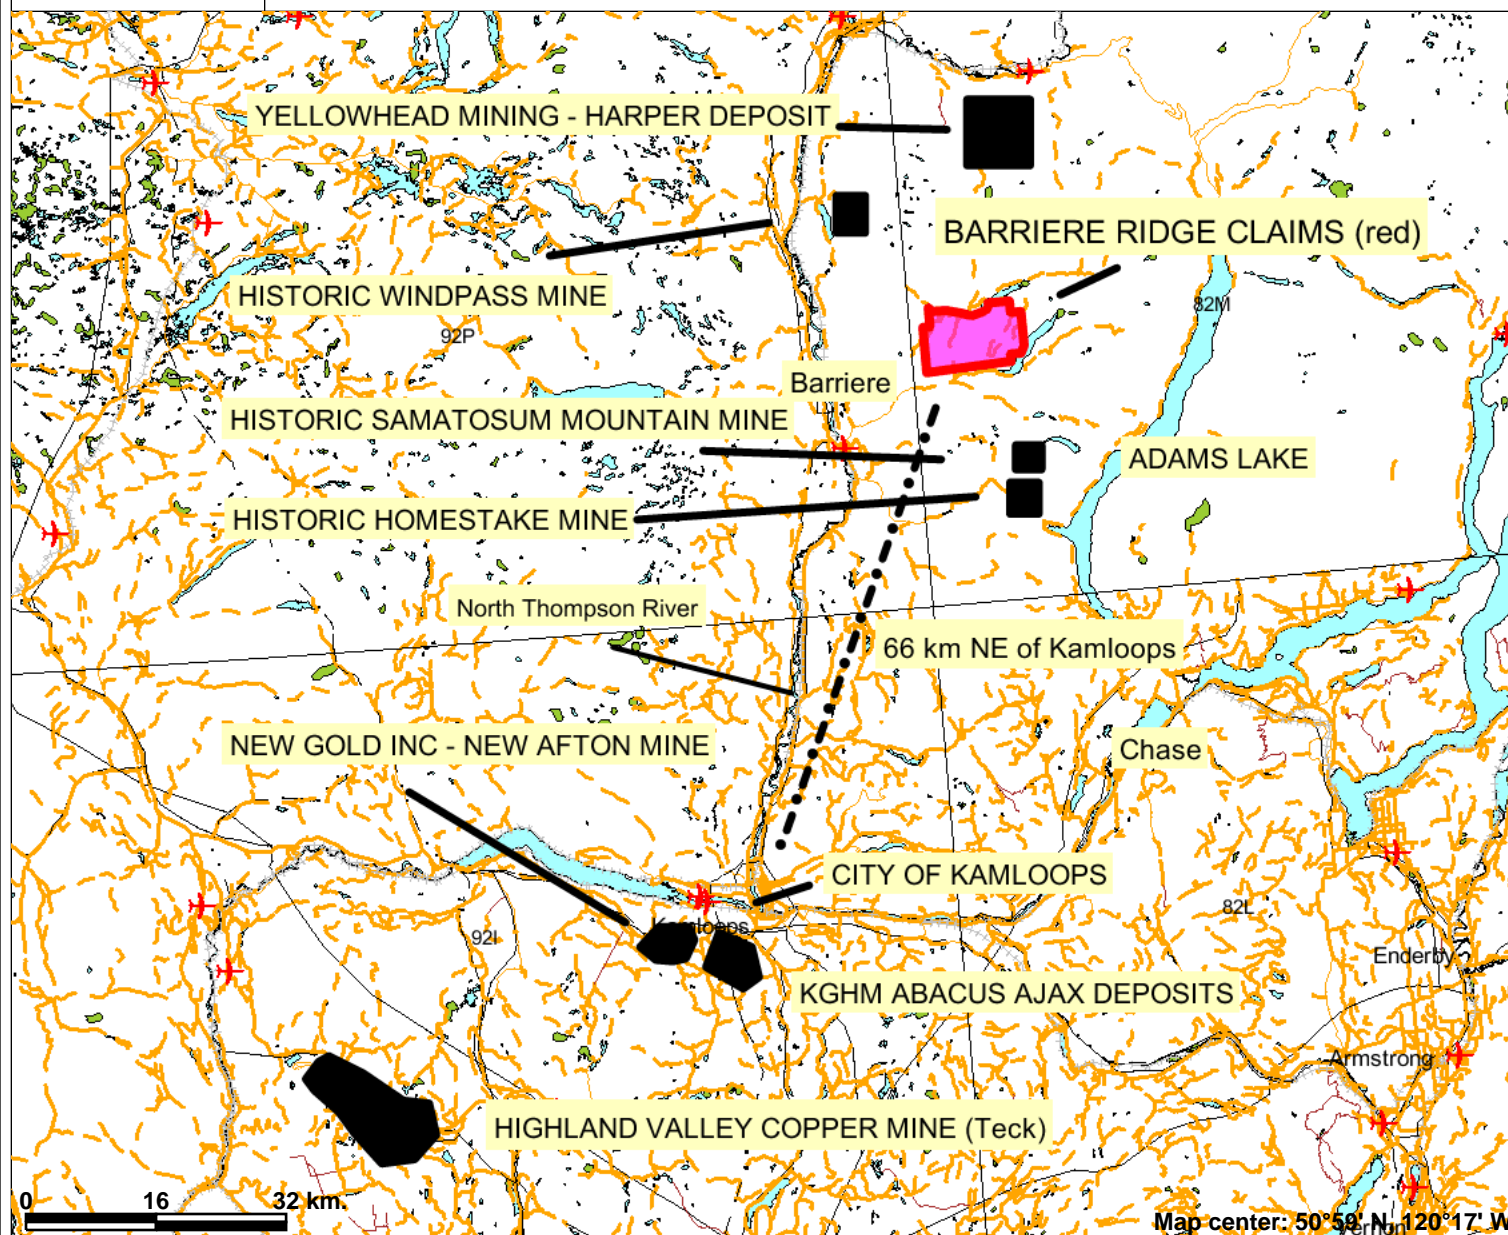 YELLOWHEAD MINING - HARPER DEPOSIT
BARRIERE RIDGE CLAIMS (red)
HISTORIC WINDPASS MINE
82M
92P
Barriere
HISTORIC SAMATOSUM MOUNTAIN MINE
ADAMS LAKE
HISTORIC HOMESTAKE MINE
North Thompson River
66 km NE of Kamloops
NEW GOLD INC - NEW AFTON MINE
Chase
CITY OF KAMLOOPS
82L
Kamloops
92I
Enderby
KGHM ABACUS AJAX DEPOSITS
Armstrong
HIGHLAND VALLEY COPPER MINE (Teck)
0 16 32 km.
Map center: 50°59' N, 120°17' W
Vernon